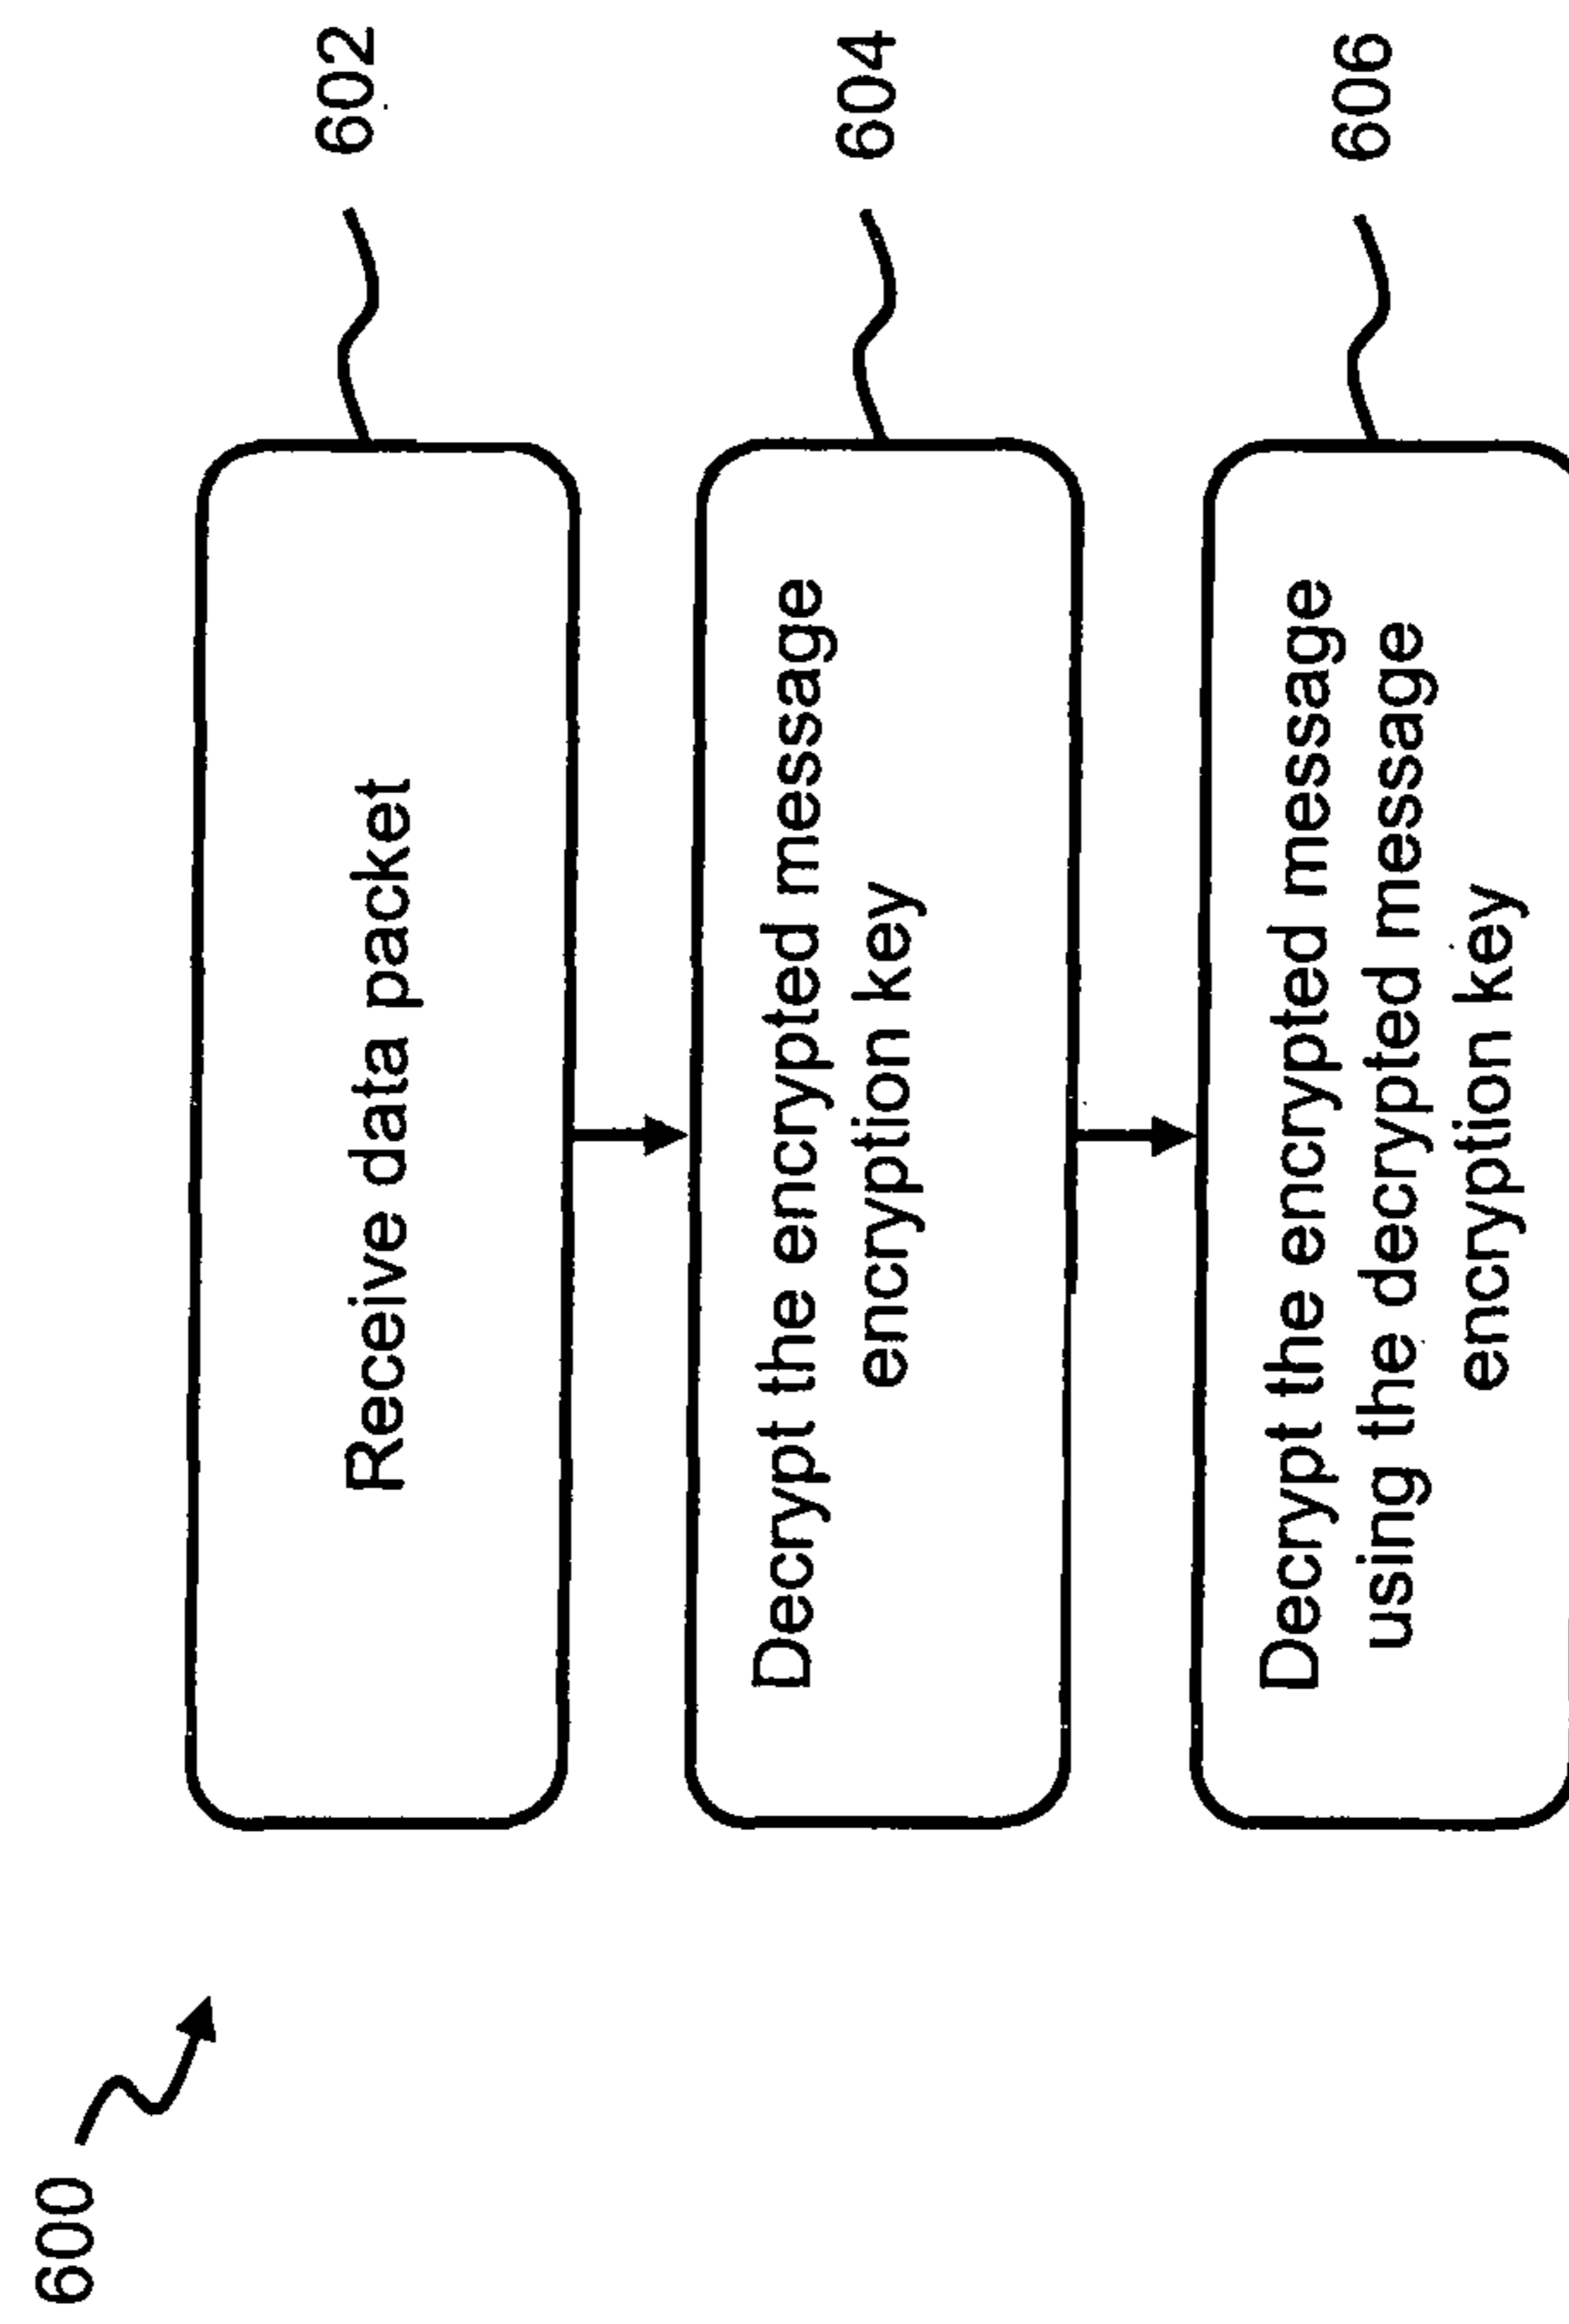 600
Receive data packet
602
Decrypt the encrypted message
encryption key
604
Decrypt the encrypted message
using the decrypted message
encryption key
606